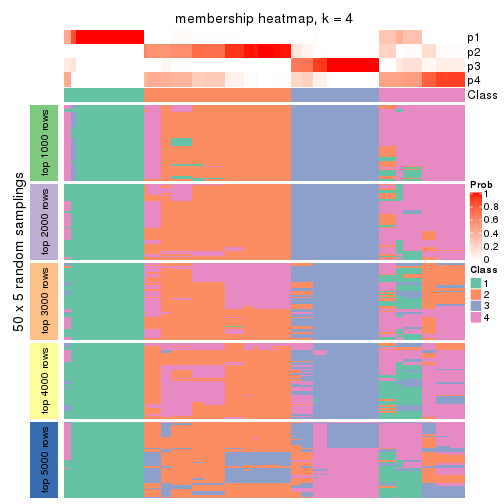 membership heatmap, k = 4
p1
p2
p3
p4
Class
50 x 5 random samplings
top 1000 rows
top 2000 rows
top 3000 rows
top 4000 rows
top 5000 rows
Prob
1
0.8
0.6
0.4
0.2
0
Class
1
2
3
4